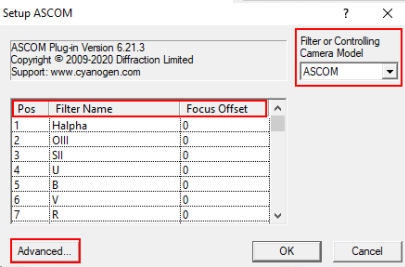 Setup ASCOM
ASCOM Plug-in Version 6.21.3
Copyright © 2009-2020 Diffraction Limited
Support: www.cyanogen.com
Filter or Controlling
Camera Model
ASCOM
Pos Filter Name Focus Offset
1 Halpha 0
2 OIII 0
3 SII 0
4 U 0
5 B 0
6 V 0
7 R 0
Advanced... OK Cancel